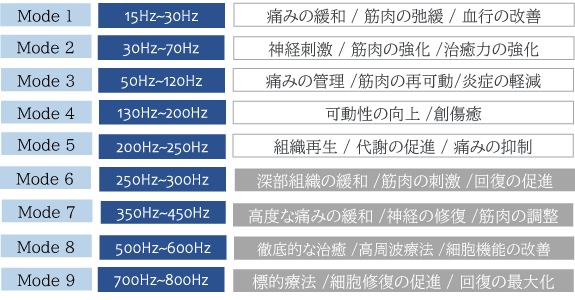 Mode 1 15Hz~30Hz 痛みの緩和 / 筋肉の弛緩 / 血行の改善
Mode 2 30Hz~70Hz 神経刺激 / 筋肉の強化 /治癒力の強化
Mode 3 50Hz~120Hz 痛みの管理 /筋肉の再可動/炎症の軽減
Mode 4 130Hz~200Hz 可動性の向上 /創傷癒
Mode 5 200Hz~250Hz 組織再生 / 代謝の促進 / 痛みの抑制
Mode 6 250Hz~300Hz 深部組織の緩和 /筋肉の刺激 /回復の促進
Mode 7 350Hz~450Hz 高度な痛みの緩和 /神経の修復 /筋肉の調整
Mode 8 500Hz~600Hz 徹底的な治癒 /高周波療法 /細胞機能の改善
Mode 9 700Hz~800Hz 標的療法 /細胞修復の促進 / 回復の最大化